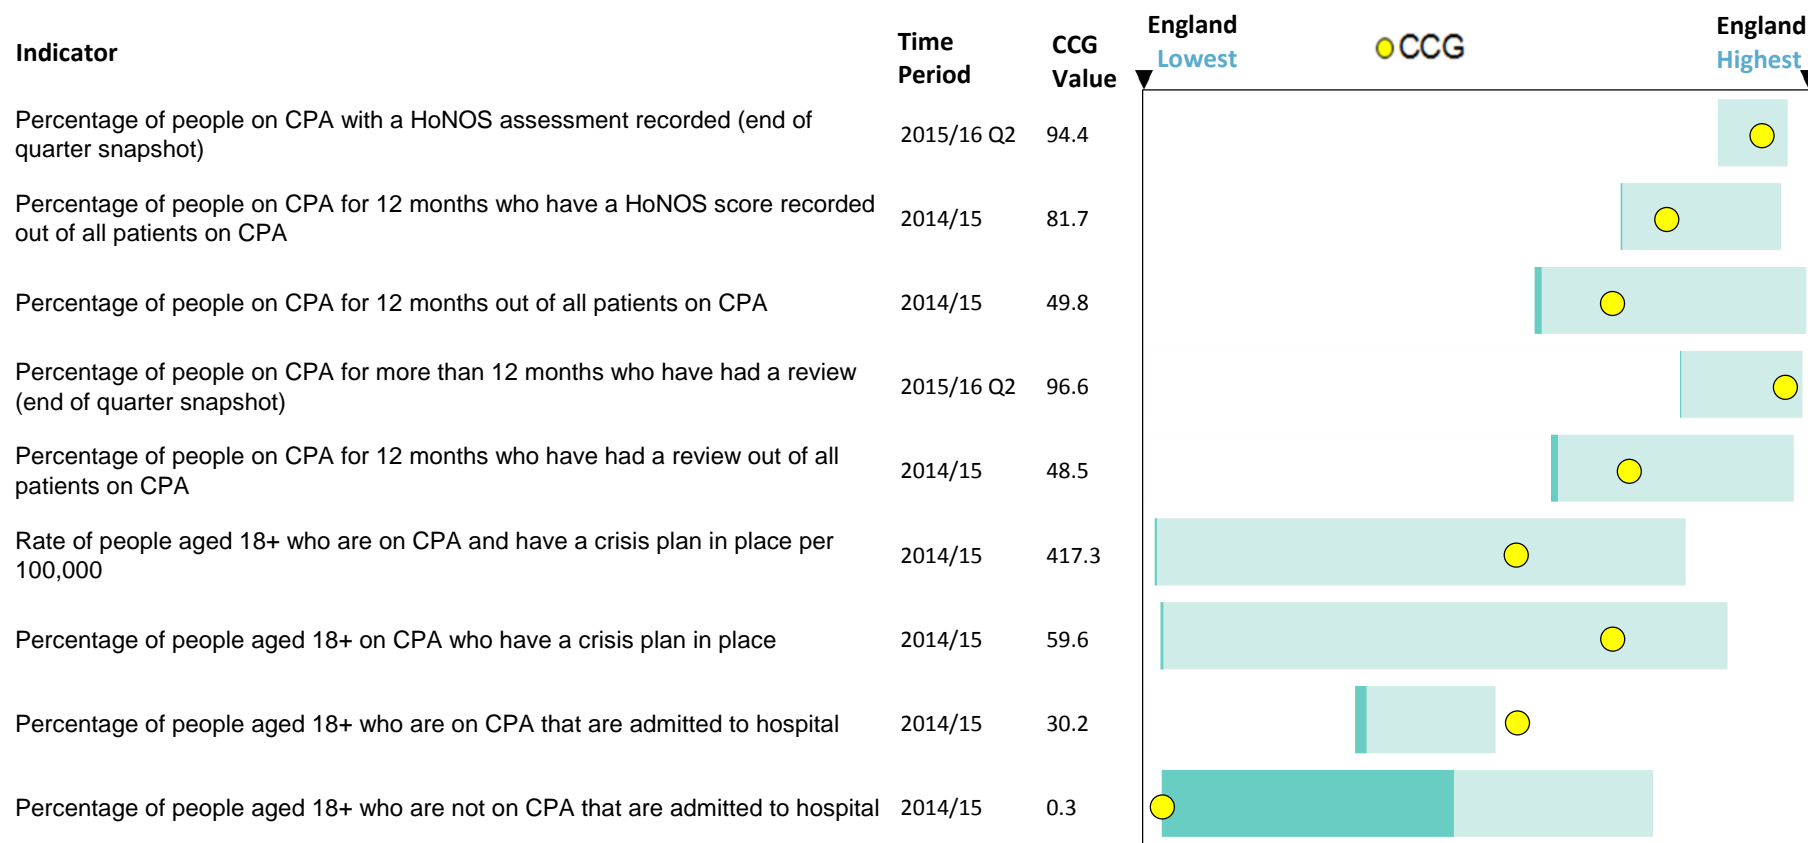 Indicator
Time
Period
CCG
Value
England
Lowest
CCG
England
Highest
Percentage of people on CPA with a HoNOS assessment recorded (end of
quarter snapshot)
2015/16 Q2
94.4
Percentage of people on CPA for 12 months who have a HoNOS score recorded
out of all patients on CPA
2014/15
81.7
Percentage of people on CPA for 12 months out of all patients on CPA
2014/15
49.8
Percentage of people on CPA for more than 12 months who have had a review
(end of quarter snapshot)
2015/16 Q2
96.6
Percentage of people on CPA for 12 months who have had a review out of all
patients on CPA
2014/15
48.5
Rate of people aged 18+ who are on CPA and have a crisis plan in place per
100,000
2014/15
417.3
Percentage of people aged 18+ on CPA who have a crisis plan in place
2014/15
59.6
Percentage of people aged 18+ who are on CPA that are admitted to hospital
2014/15
30.2
Percentage of people aged 18+ who are not on CPA that are admitted to hospital
2014/15
0.3